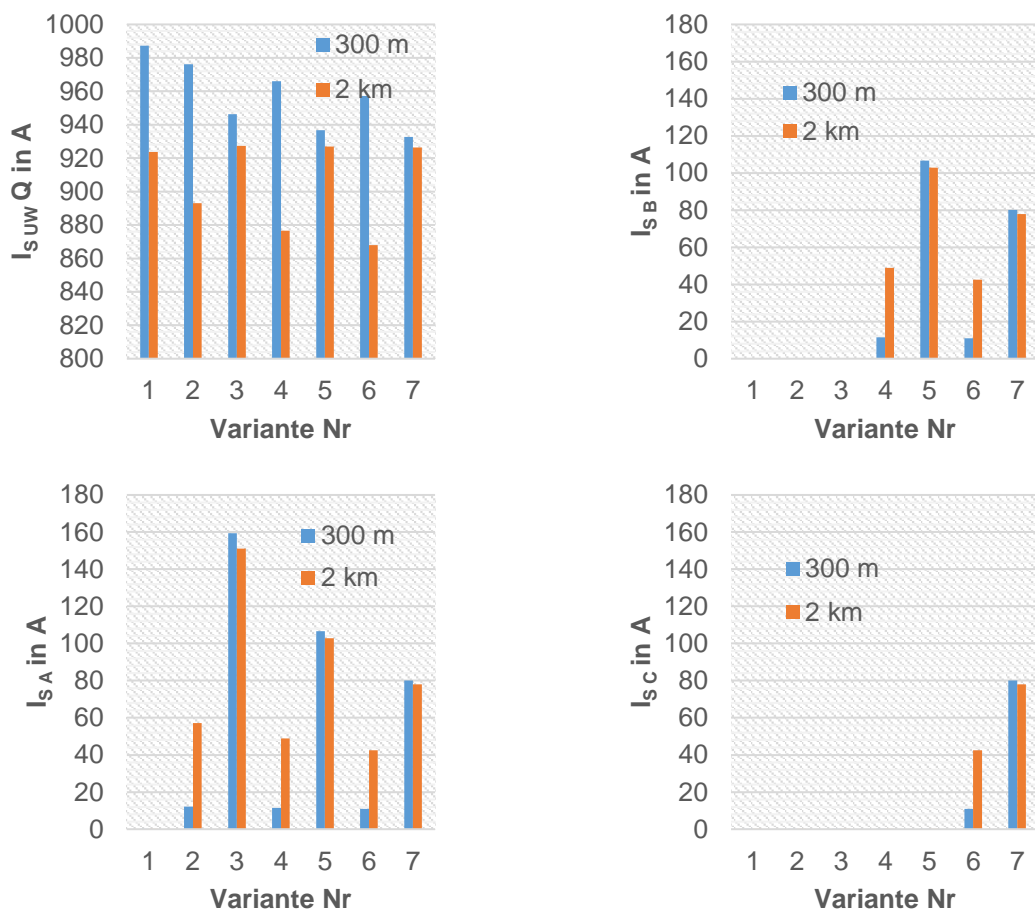 I S UW Q in A
1000
980
960
940
920
900
880
860
840
820
800
300 m
2 km
1 2 3 4 5 6 7
Variante Nr
I S B in A
180
160
140
120
100
80
60
40
20
0
300 m
2 km
1 2 3 4 5 6 7
Variante Nr
I S A in A
180
160
140
120
100
80
60
40
20
0
300 m
2 km
1 2 3 4 5 6 7
Variante Nr
I S C in A
180
160
140
120
100
80
60
40
20
0
300 m
2 km
1 2 3 4 5 6 7
Variante Nr